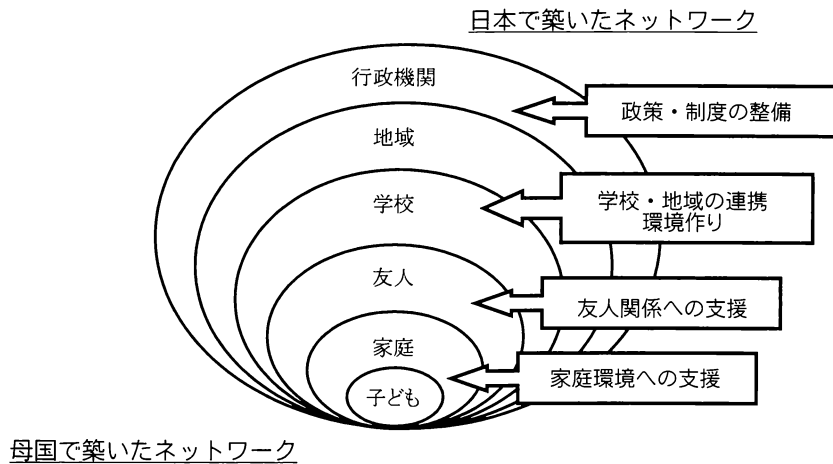 日本で築いたネットワーク
行政機関
政策・制度の整備
地域
学校
学校・地域の連携
環境作り
友人
友人関係への支援
家庭
家庭環境への支援
子ども
母国で築いたネットワーク